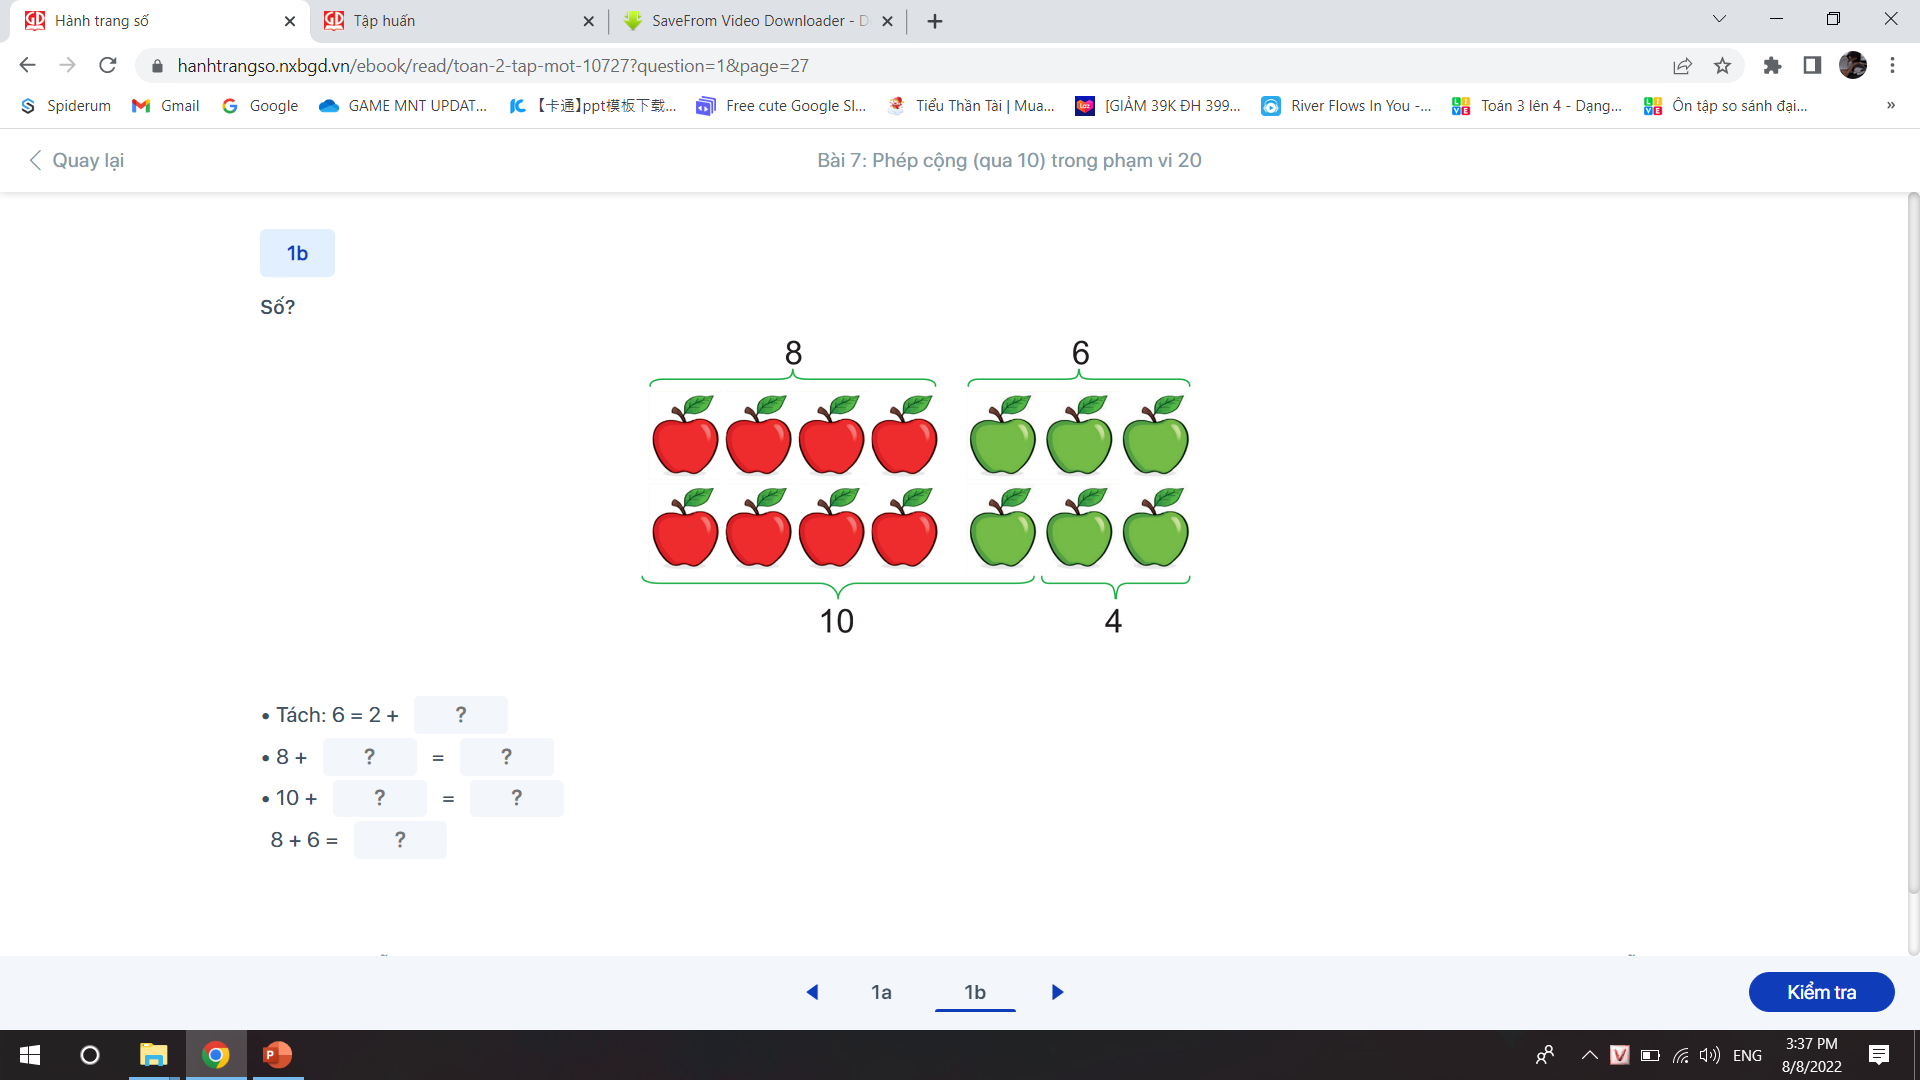 Hành trang số
Tập huấn
SaveFrom Video Downloader - D
hanhtrangso.nxbgd.vn/ebook/read/toan-2-tap-mot-10727?question=1&page=27
Spiderum Gmail Google GAME MNT UPDAT... 【卡通】ppt模板下载... Free cute Google Sl... Tiểu Thần Tài | Mua... [GIẢM 39K ĐH 399... River Flows In You -... Toán 3 lên 4 - Dạng... Ôn tập so sánh đại... »
Quay lại
Bài 7: Phép cộng (qua 10) trong phạm vi 20
1b
Số?
8 6
10 4
• Tách: 6 = 2 + ?
• 8 + ? = ?
• 10 + ? = ?
8 + 6 = ?
1a 1b
Kiểm tra
ENG
3:37 PM
8/8/2022